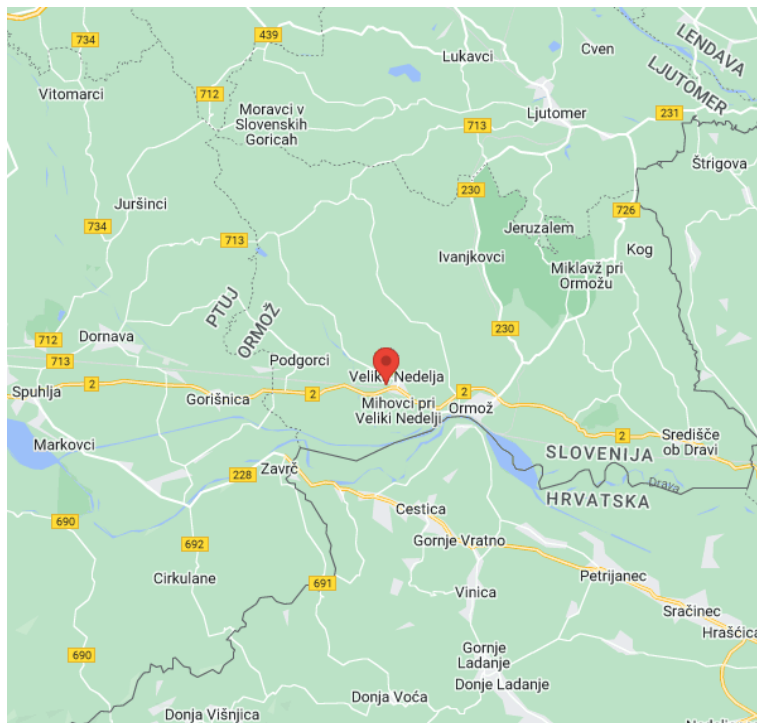 734
439
Lukavci
Cven
LENDAVA
LJUTOMER
Vitomarci
712
Moravci v
Slovenskih
Goricah
Ljutomer
231
713
Štrigova
230
726
Juršinci
734
713
Jeruzalem
Kog
Ivanjkovci
Miklavž pri
Ormožu
PTUJ
ORMOŽ
230
712
Dornava
713
Podgorci
Velika Nedelja
2
Spuhlja
2
Gorišnica
2
Mihovci pri
Veliki Nedelji
Ormož
2
Središče
ob Dravi
Markovci
SLOVENIJA
Zavrč
228
Drava
HRVATSKA
690
Cestica
692
Gornje Vratno
Cirkulane
691
Vinica
Petrijanec
Sračinec
Hrašćica
690
Gornje
Ladanje
Donje Ladanje
Donja Voća
Donja Višnjica